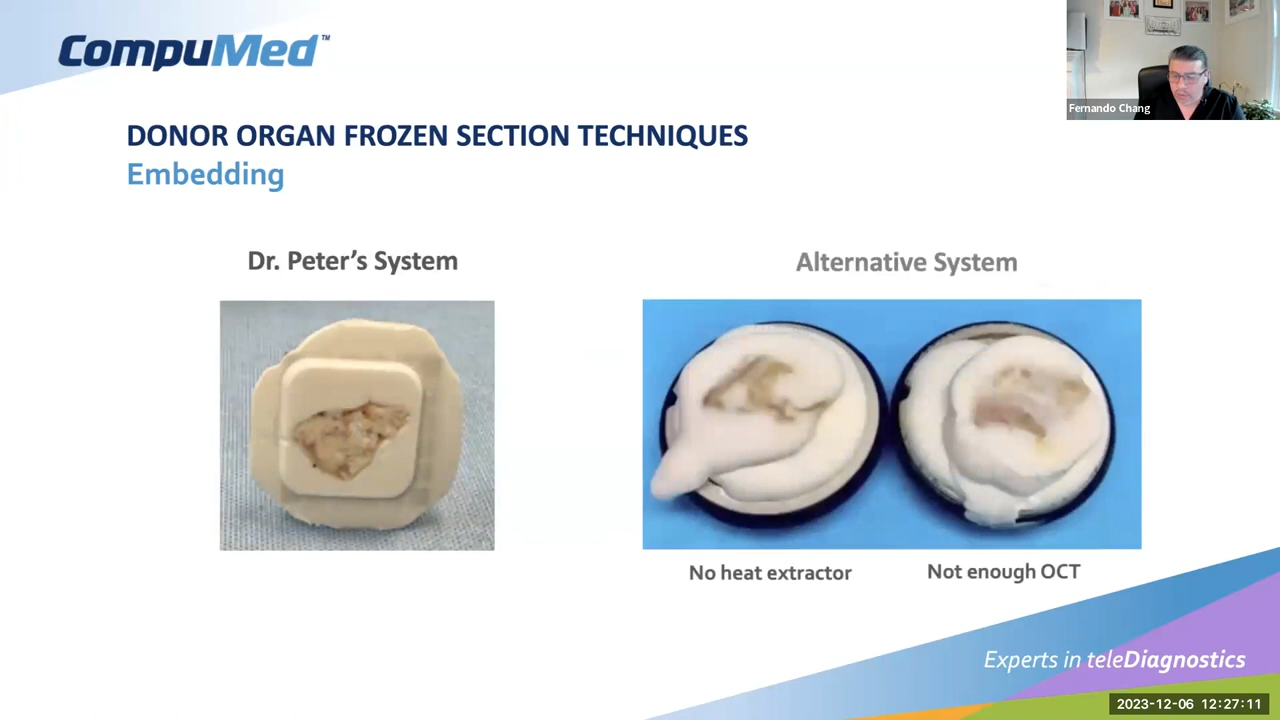 CompuMed™
Fernando Chang
DONOR ORGAN FROZEN SECTION TECHNIQUES
Embedding
Dr. Peter’s System
Alternative System
No heat extractor
Not enough OCT
Experts in teleDiagnostics
2023-12-06 12:27:11